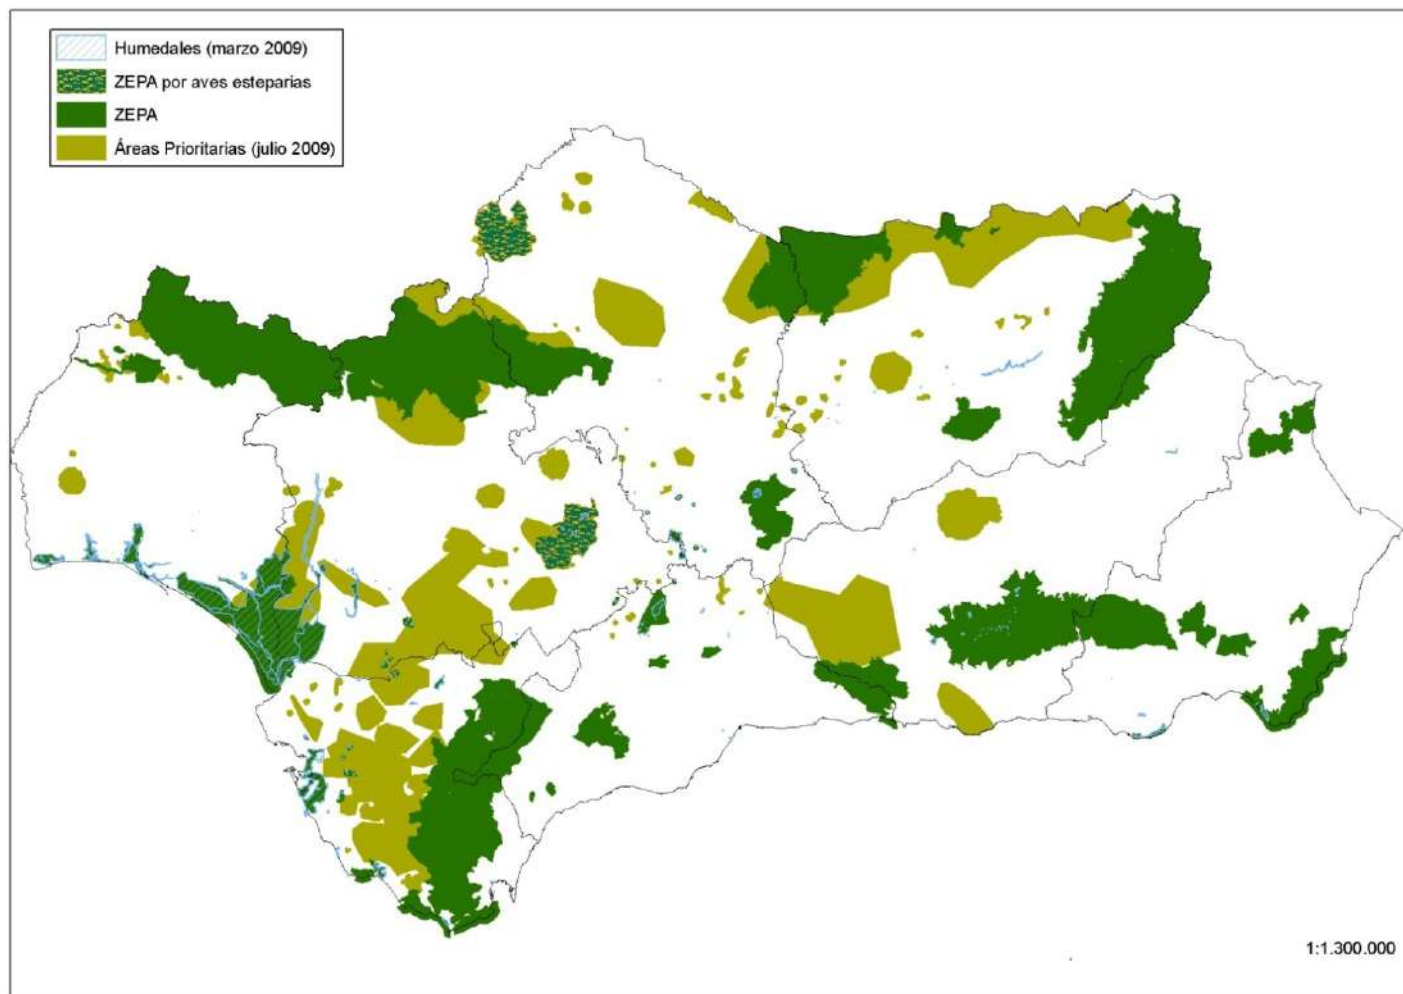 Humedales (marzo 2009)
ZEPA por aves esteparias
ZEPA
Áreas Prioritarias (julio 2009)
1:1.300.000